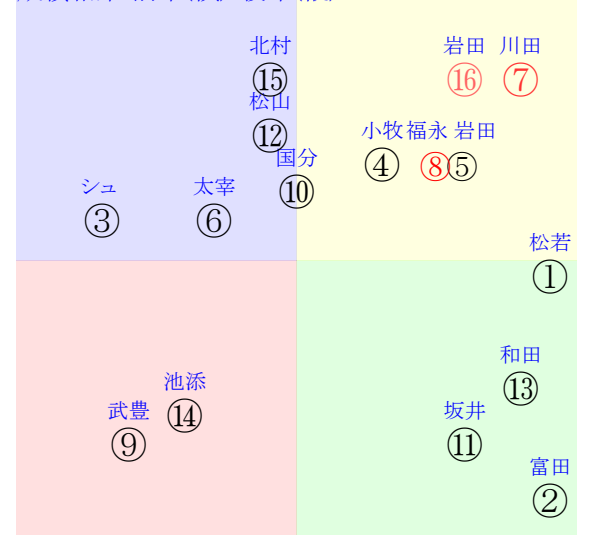 北村 岩田 川田
⑮ ⑯ ⑦
松山 小牧 福永 岩田
⑫ ④ ⑧ ⑤
国分
⑩
シュ 太宰
③ ⑥
松若
①
和田
⑬
池添
⑭
武豊 坂井
⑨ ⑪
富田
②